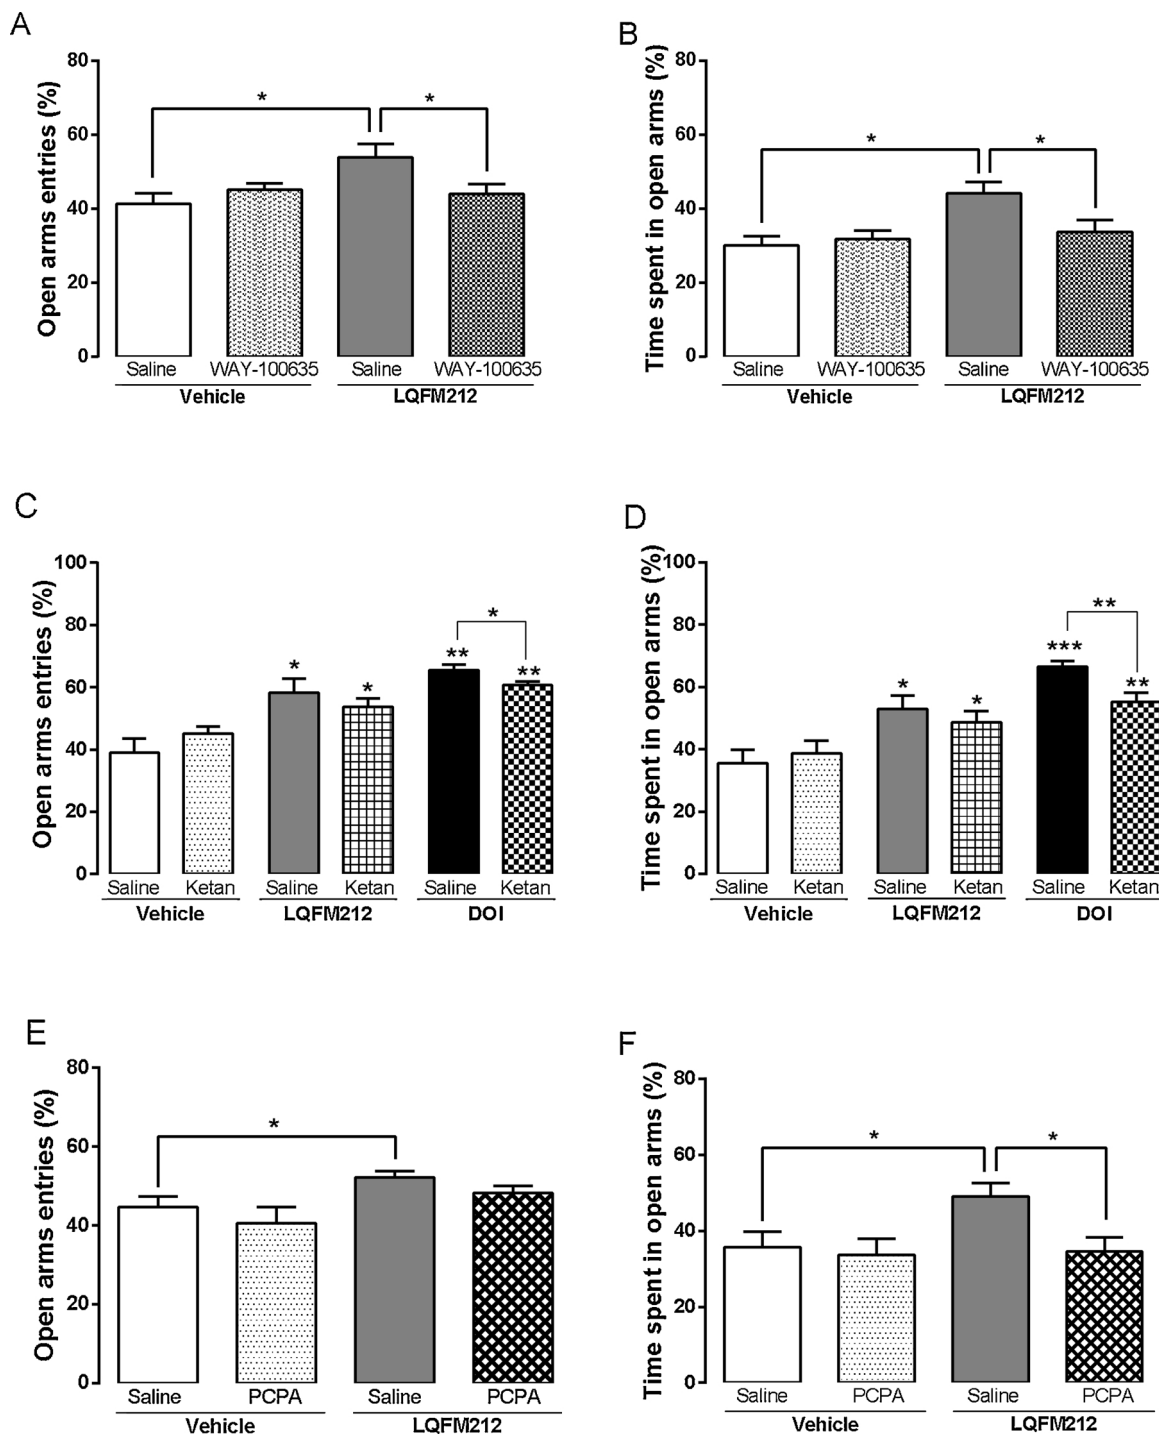 A
Open arms entries (%)
80
60
40
20
0
*
*
Saline WAY-100635 Saline WAY-100635
Vehicle LQFM212
B
Time spent in open arms (%)
80
60
40
20
0
*
*
Saline WAY-100635 Saline WAY-100635
Vehicle LQFM212
C
Open arms entries (%)
100
80
60
40
20
0
*
*
**
*
**
Saline Ketan Saline Ketan Saline Ketan
Vehicle LQFM212 DOI
D
Time spent in open arms (%)
100
80
60
40
20
0
*
*
***
**
**
Saline Ketan Saline Ketan Saline Ketan
Vehicle LQFM212 DOI
E
Open arms entries (%)
80
60
40
20
0
*
Saline PCPA Saline PCPA
Vehicle LQFM212
F
Time spent in open arms (%)
80
60
40
20
0
*
*
Saline PCPA Saline PCPA
Vehicle LQFM212